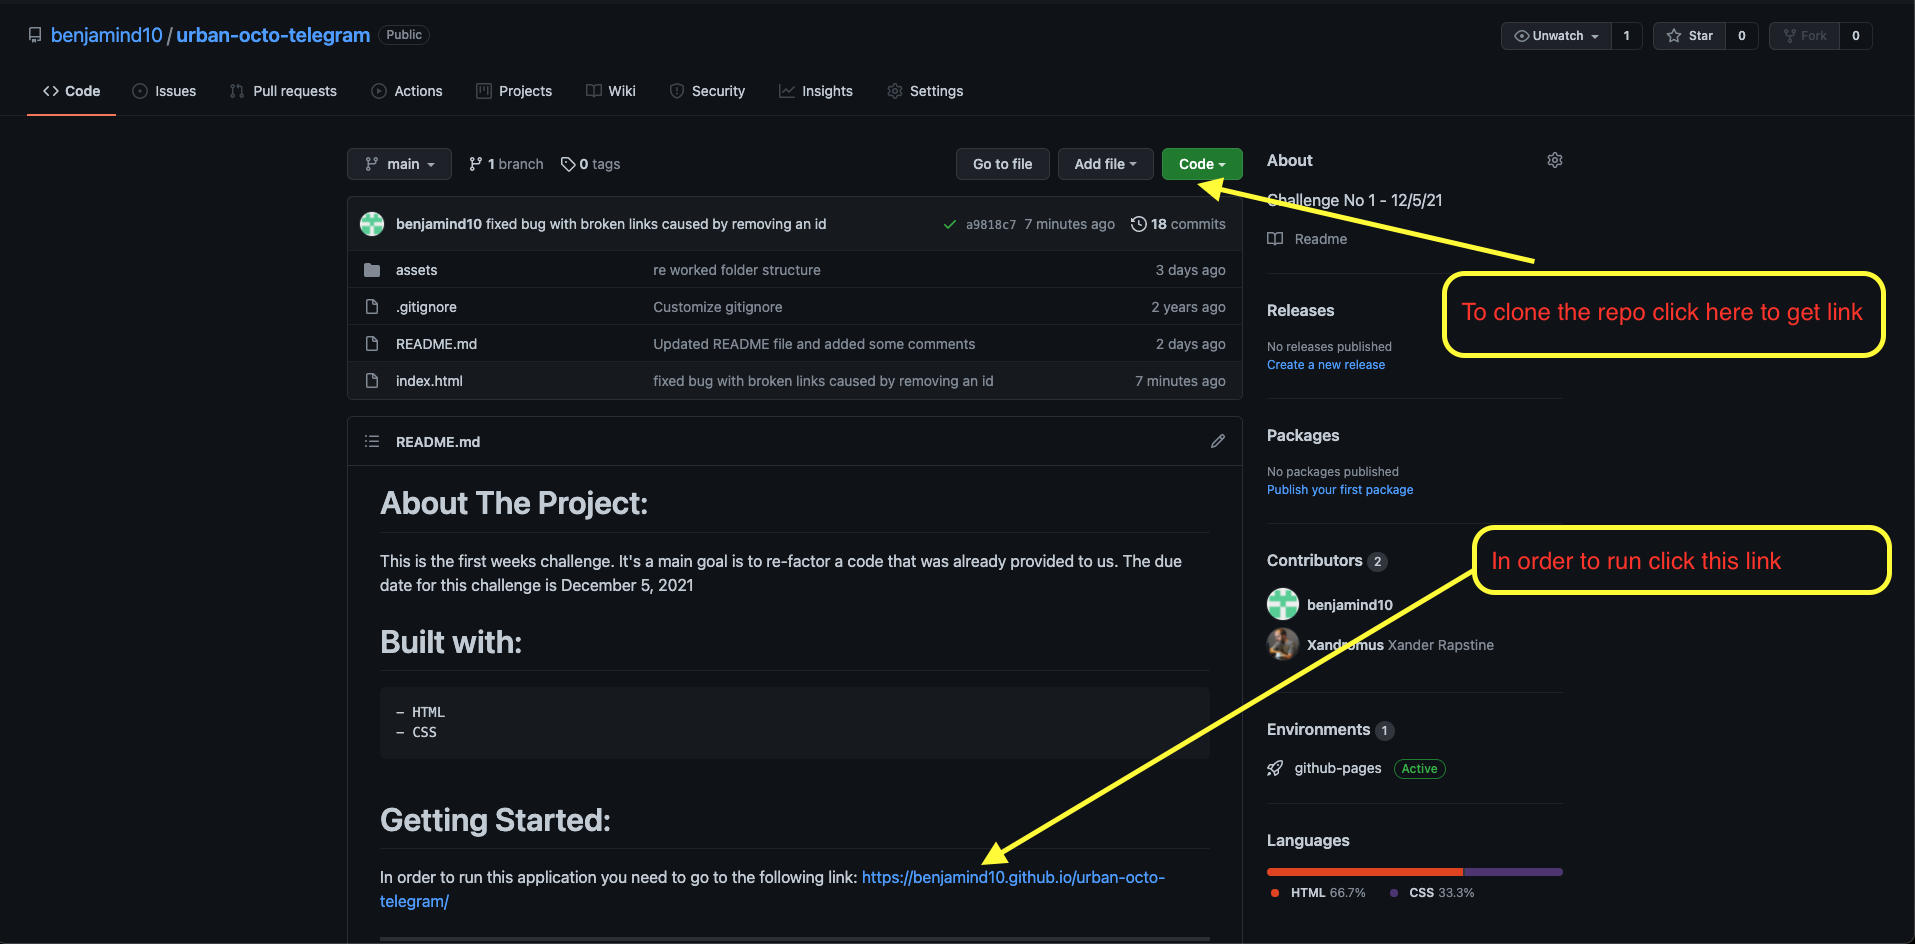 benjamind10 / urban-octo-telegram Public
Unwatch 1 Star 0 Fork 0
Code Issues Pull requests Actions Projects Wiki Security Insights Settings
main 1 branch 0 tags Go to file Add file Code
benjamind10 fixed bug with broken links caused by removing an id a9818c7 7 minutes ago 18 commits
assets re worked folder structure 3 days ago
.gitignore Customize gitignore 2 years ago
README.md Updated README file and added some comments 2 days ago
index.html fixed bug with broken links caused by removing an id 7 minutes ago
README.md
About The Project:
This is the first weeks challenge. It's a main goal is to re-factor a code that was already provided to us. The due
date for this challenge is December 5, 2021
Built with:
– HTML
– CSS
Getting Started:
In order to run this application you need to go to the following link: https://benjamind10.github.io/urban-octo-
telegram/
About
Challenge No 1 - 12/5/21
Readme
To clone the repo click here to get link
Releases
No releases published
Create a new release
Packages
No packages published
Publish your first package
In order to run click this link
Contributors 2
benjamind10
Xandromus Xander Rapstine
Environments 1
github-pages Active
Languages
HTML 66.7% CSS 33.3%